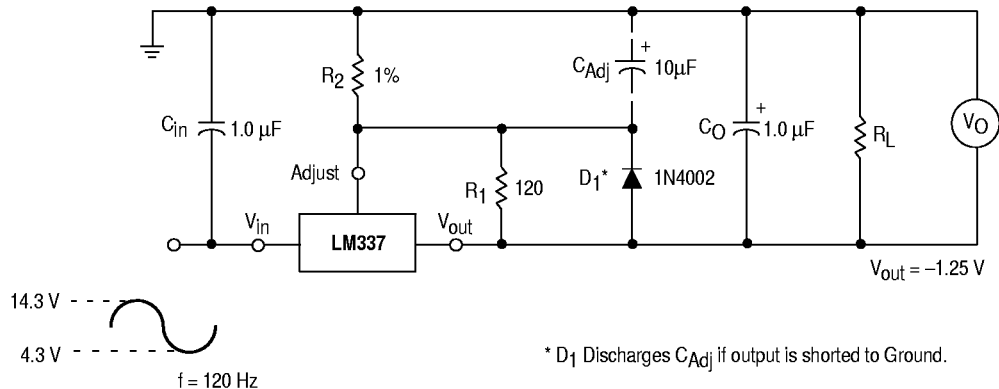 R2 1%
CAdj + 10µF
Cin 1.0 µF
CO + 1.0 µF
RL
VO
Adjust
R1 120
D1* 1N4002
Vin
LM337
Vout
Vout = –1.25 V
14.3 V
4.3 V
f = 120 Hz
* D1 Discharges CAdj if output is shorted to Ground.